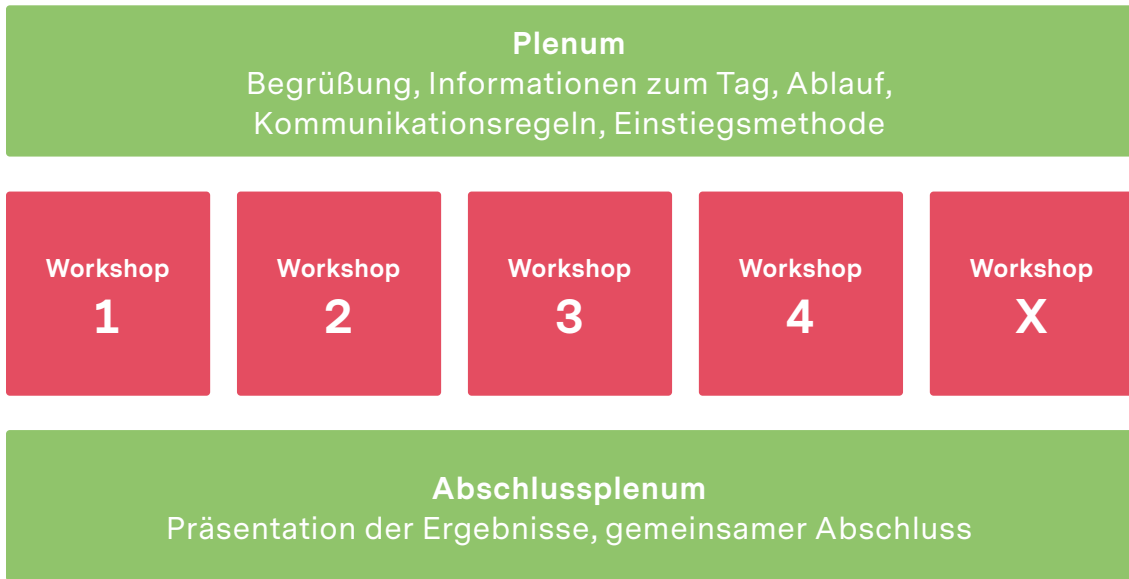 Plenum
Begrüßung, Informationen zum Tag, Ablauf,
Kommunikationsregeln, Einstiegsmethode
Workshop
1
Workshop
2
Workshop
3
Workshop
4
Workshop
X
Abschlussplenum
Präsentation der Ergebnisse, gemeinsamer Abschluss